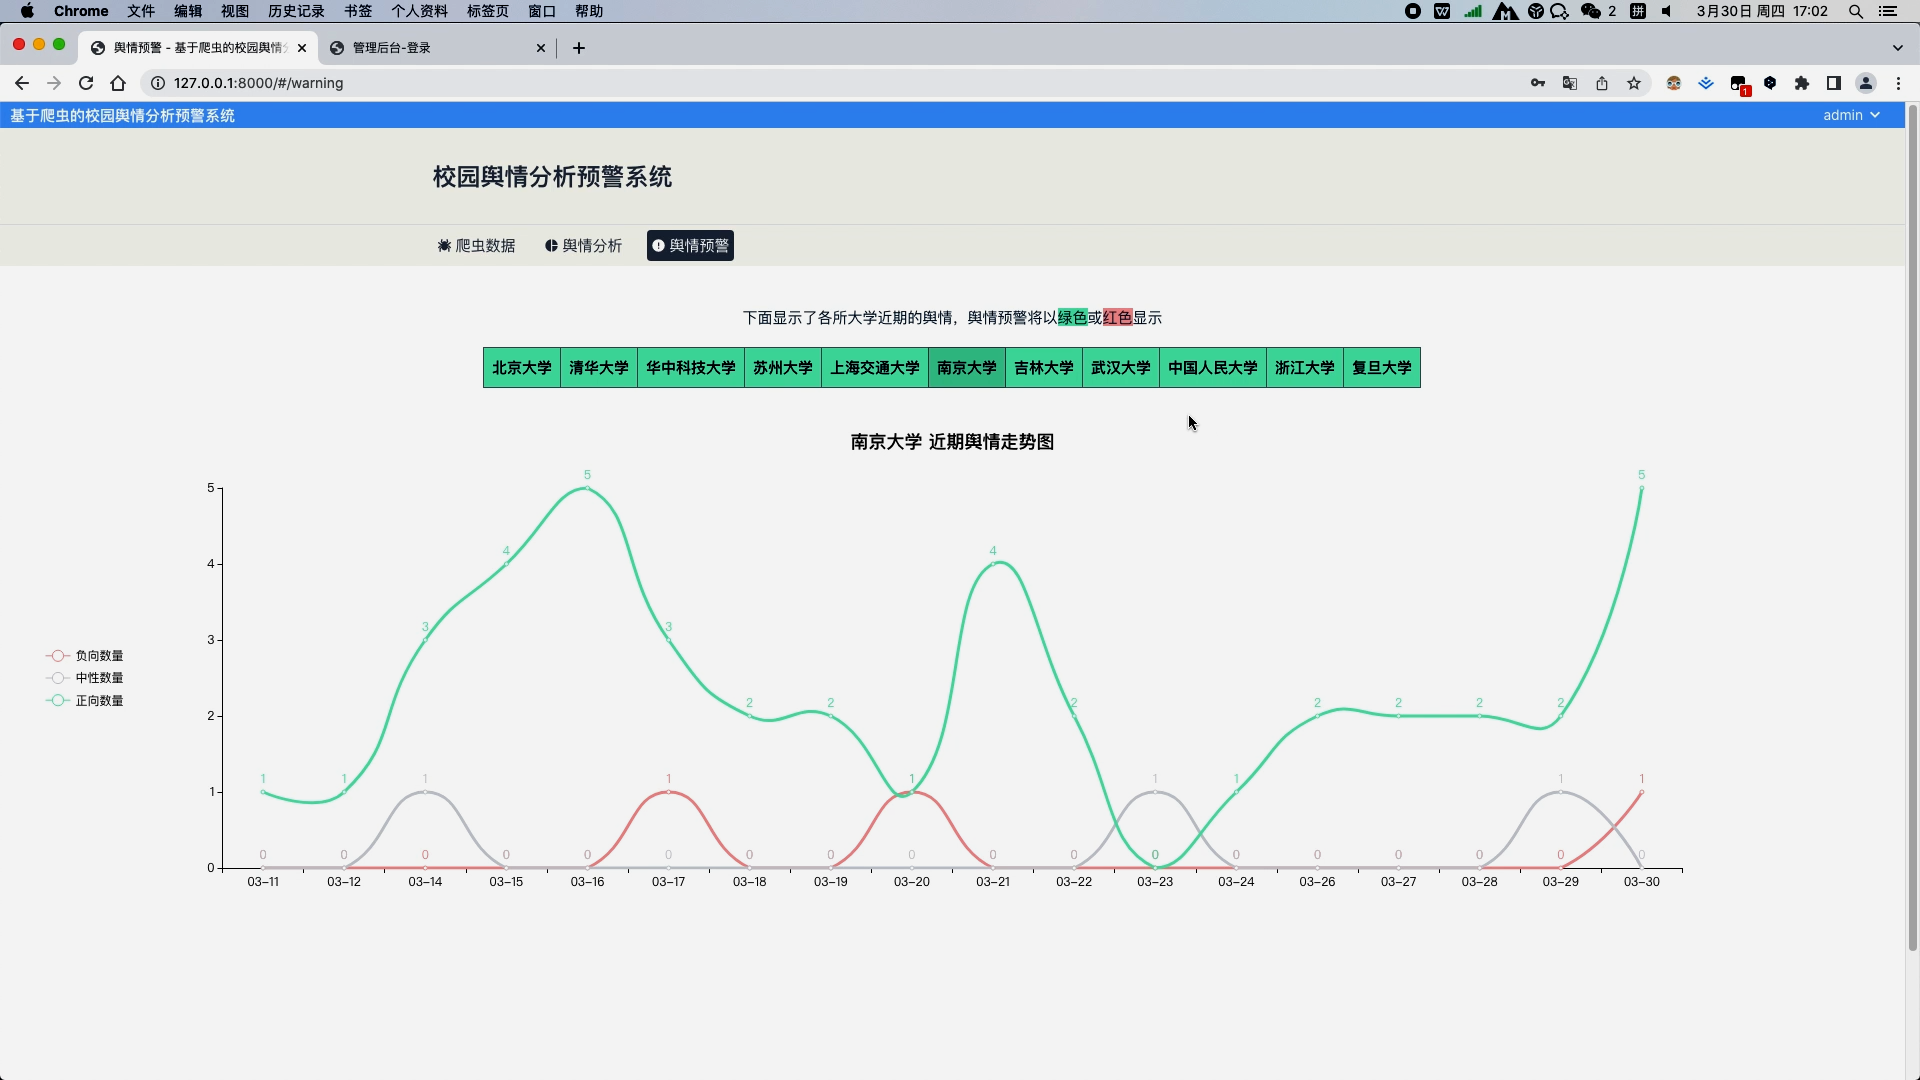 Chrome 文件 编辑 视图 历史记录 书签 个人资料 标签页 窗口 帮助 2 拼 3月30日 周四 17:02
舆情预警 - 基于爬虫的校园舆情分 管理后台-登录
127.0.0.1:8000/#/warning 1
基于爬虫的校园舆情分析预警系统 admin
校园舆情分析预警系统
爬虫数据 舆情分析 舆情预警
下面显示了各所大学近期的舆情，舆情预警将以绿色或红色显示
北京大学 清华大学 华中科技大学 苏州大学 上海交通大学 南京大学 吉林大学 武汉大学 中国人民大学 浙江大学 复旦大学
南京大学 近期舆情走势图
5 5
5
4 4
4
3 3
3
负向数量
中性数量
正向数量
2 2 2 2 2 2 2
2
1 1 1 1 1 1 1 1 1
1
0 0 0 0 0 0 0 0 0 0 0 0 0 0 0 0 0 0
0
03-11 03-12 03-14 03-15 03-16 03-17 03-18 03-19 03-20 03-21 03-22 03-23 03-24 03-26 03-27 03-28 03-29 03-30